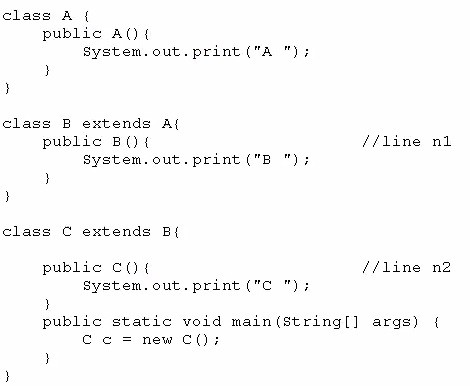 class A {
    public A(){
        System.out.print("A ");
    }
}
class B extends A{
    public B(){                     //line n1
        System.out.print("B ");
    }
}
class C extends B{
    public C(){                     //line n2
        System.out.print("C ");
    }
    public static void main(String[] args) {
        C c = new C();
    }
}